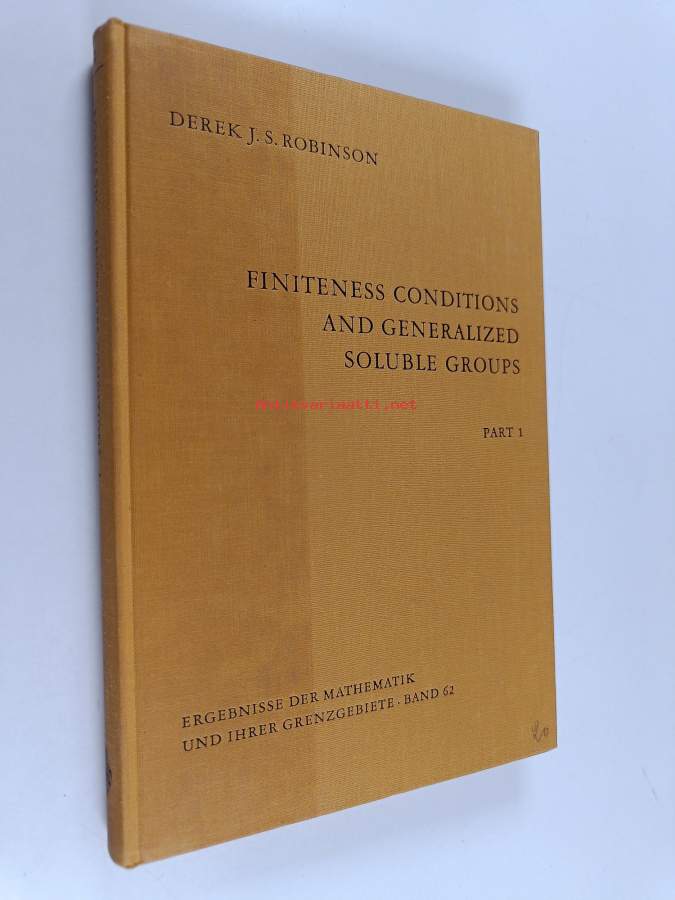 DEREK J. S. ROBINSON
FINITENESS CONDITIONS
AND GENERALIZED
SOLUBLE GROUPS
antikvariaatti.net
PART 1
ERGEBNISSE DER MATHEMATIK
UND IHRER GRENZGEBIETE · BAND 62